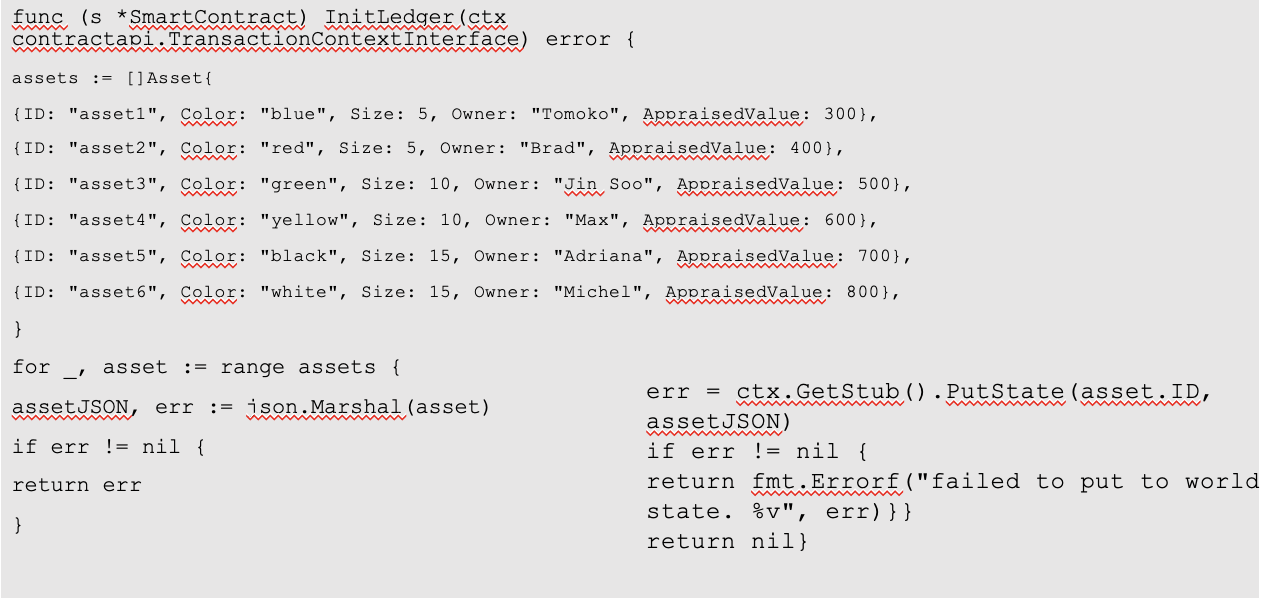 func (s *SmartContract) InitLedger(ctx
contractapi.TransactionContextInterface) error {
assets := []Asset{
{ID: "asset1", Color: "blue", Size: 5, Owner: "Tomoko", AppraisedValue: 300},
{ID: "asset2", Color: "red", Size: 5, Owner: "Brad", AppraisedValue: 400},
{ID: "asset3", Color: "green", Size: 10, Owner: "Jin Soo", AppraisedValue: 500},
{ID: "asset4", Color: "yellow", Size: 10, Owner: "Max", AppraisedValue: 600},
{ID: "asset5", Color: "black", Size: 15, Owner: "Adriana", AppraisedValue: 700},
{ID: "asset6", Color: "white", Size: 15, Owner: "Michel", AppraisedValue: 800},
}
for _, asset := range assets {
assetJSON, err := json.Marshal(asset)
if err != nil {
return err
}
err = ctx.GetStub().PutState(asset.ID,
assetJSON)
if err != nil {
return fmt.Errorf("failed to put to world
state. %v", err)}}
return nil}